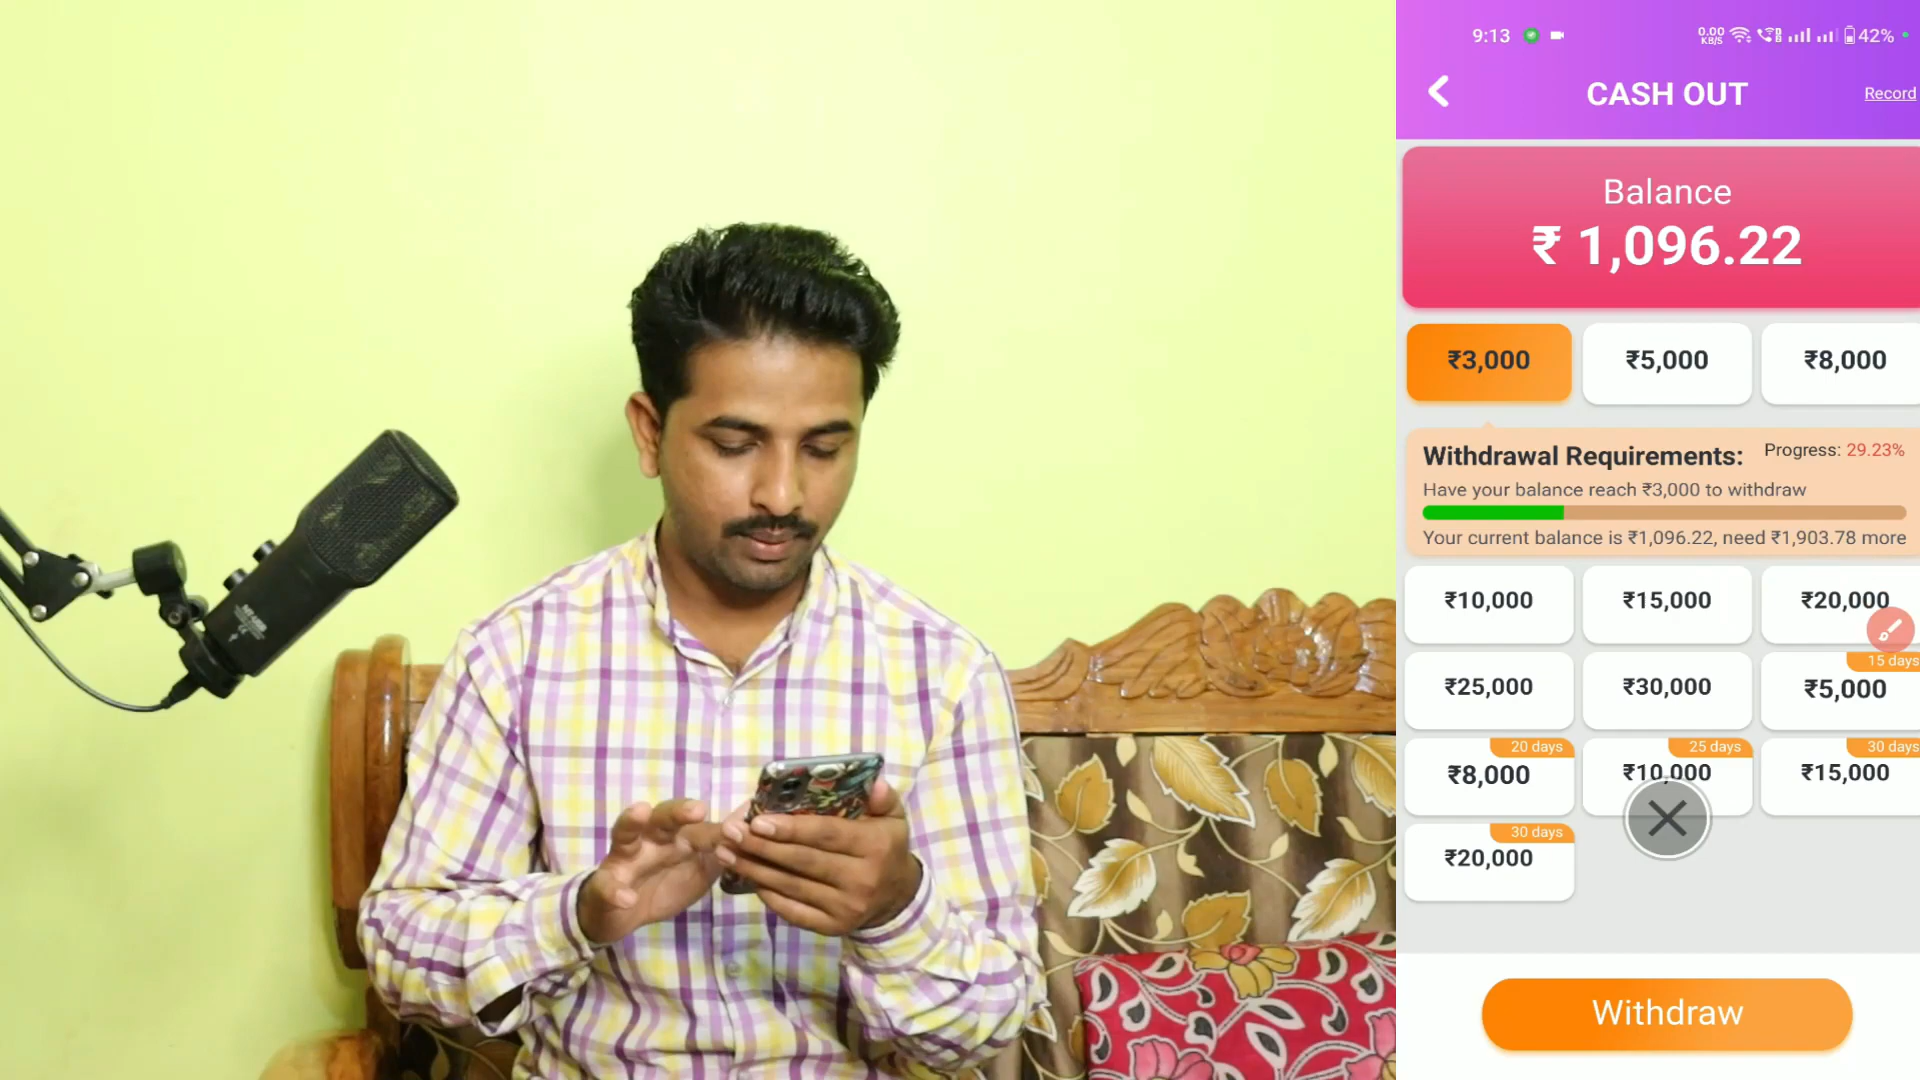 9:13
0.00
KB/S
42%
CASH OUT
Record
Balance
₹ 1,096.22
₹3,000
₹5,000
₹8,000
Withdrawal Requirements:
Progress: 29.23%
Have your balance reach ₹3,000 to withdraw
Your current balance is ₹1,096.22, need ₹1,903.78 more
₹10,000
₹15,000
₹20,000
₹25,000
₹30,000
15 days
₹5,000
20 days
₹8,000
25 days
₹10,000
30 days
₹15,000
30 days
₹20,000
Withdraw